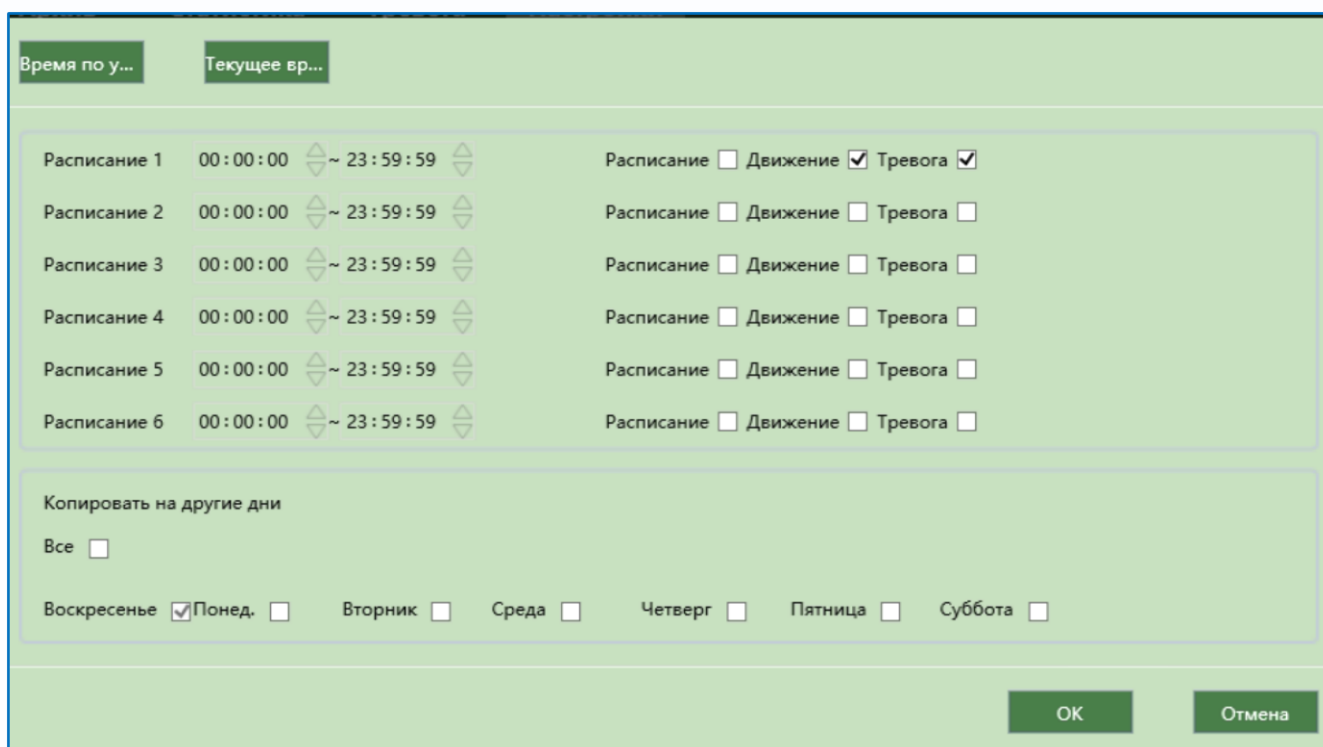 Время по у... Текущее вр...
Расписание 1 00:00:00 ~ 23:59:59 Расписание Движение Тревога
Расписание 2 00:00:00 ~ 23:59:59 Расписание Движение Тревога
Расписание 3 00:00:00 ~ 23:59:59 Расписание Движение Тревога
Расписание 4 00:00:00 ~ 23:59:59 Расписание Движение Тревога
Расписание 5 00:00:00 ~ 23:59:59 Расписание Движение Тревога
Расписание 6 00:00:00 ~ 23:59:59 Расписание Движение Тревога
Копировать на другие дни
Все
Воскресенье Понед. Вторник Среда Четверг Пятница Суббота
OK Отмена